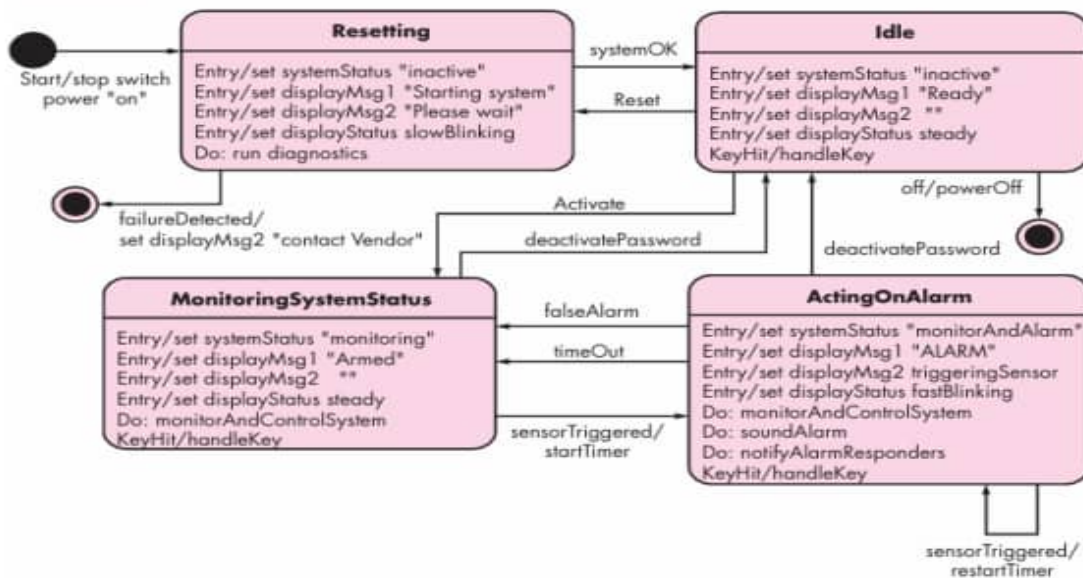 Resetting
Entry/set systemStatus "inactive"
Entry/set displayMsg1 "Starting system"
Entry/set displayMsg2 "Please wait"
Entry/set displayStatus slowBlinking
Do: run diagnostics
Start/stop switch
power "on"
systemOK
Reset
Idle
Entry/set systemStatus "inactive"
Entry/set displayMsg1 "Ready"
Entry/set displayMsg2 ""
Entry/set displayStatus steady
KeyHit/handleKey
failureDetected/
set displayMsg2 "contact Vendor"
Activate
deactivatePassword
off/powerOff
deactivatePassword
MonitoringSystemStatus
Entry/set systemStatus "monitoring"
Entry/set displayMsg1 "Armed"
Entry/set displayMsg2 ""
Entry/set displayStatus steady
Do: monitorAndControlSystem
KeyHit/handleKey
falseAlarm
timeOut
sensorTriggered/
startTimer
ActingOnAlarm
Entry/set systemStatus "monitorAndAlarm"
Entry/set displayMsg1 "ALARM"
Entry/set displayMsg2 triggeringSensor
Entry/set displayStatus fastBlinking
Do: monitorAndControlSystem
Do: soundAlarm
Do: notifyAlarmResponders
KeyHit/handleKey
sensorTriggered/
restartTimer